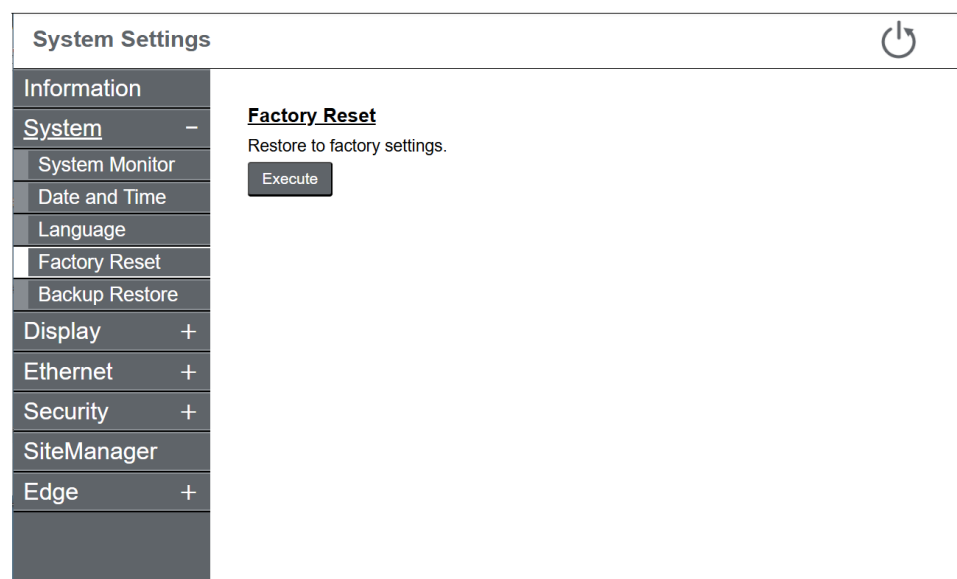 System Settings
Information
System −
System Monitor
Date and Time
Language
Factory Reset
Backup Restore
Display +
Ethernet +
Security +
SiteManager
Edge +
Factory Reset
Restore to factory settings.
Execute